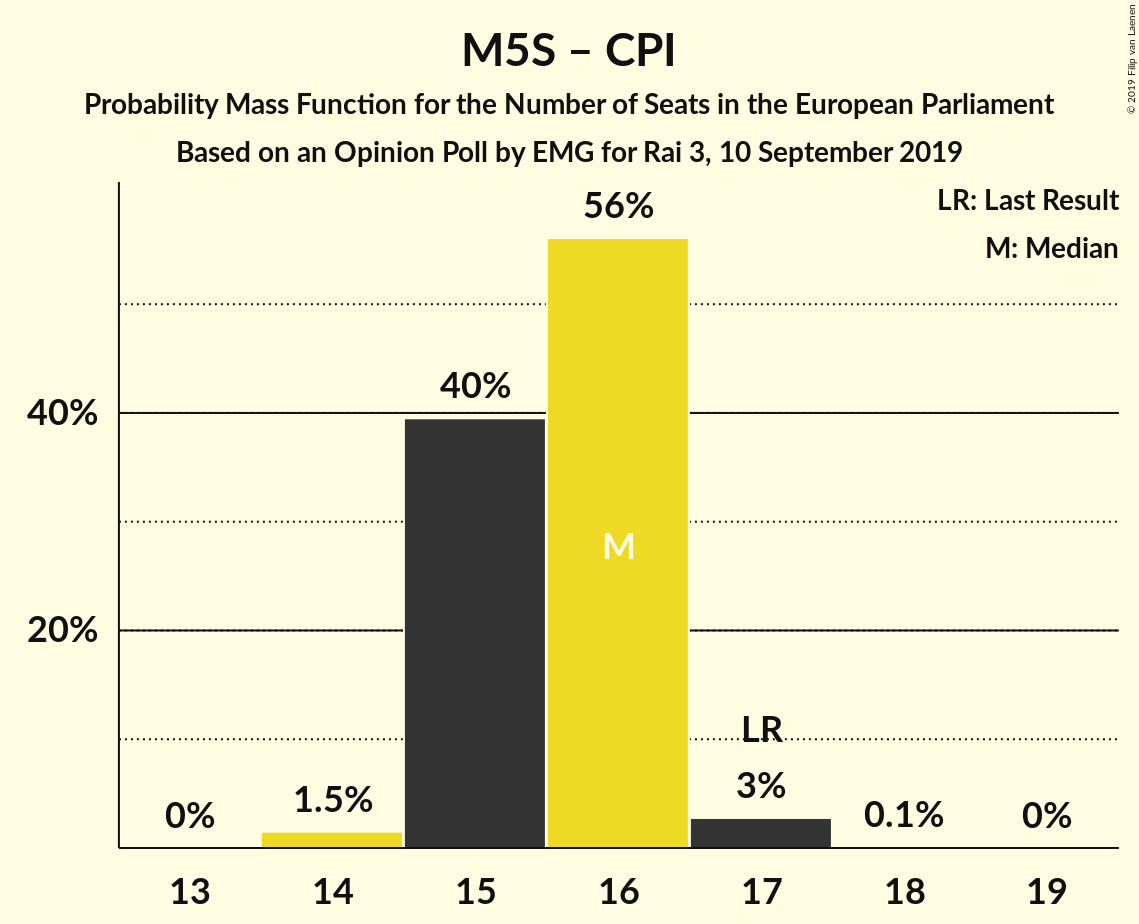 M5S – CPI
Probability Mass Function for the Number of Seats in the European Parliament
Based on an Opinion Poll by EMG for Rai 3, 10 September 2019
© 2019 Filip van Laenen
LR: Last Result
M: Median
56%
40%
40%
M
20%
LR
3%
1.5%
0%
0.1%
0%
13 14 15 16 17 18 19